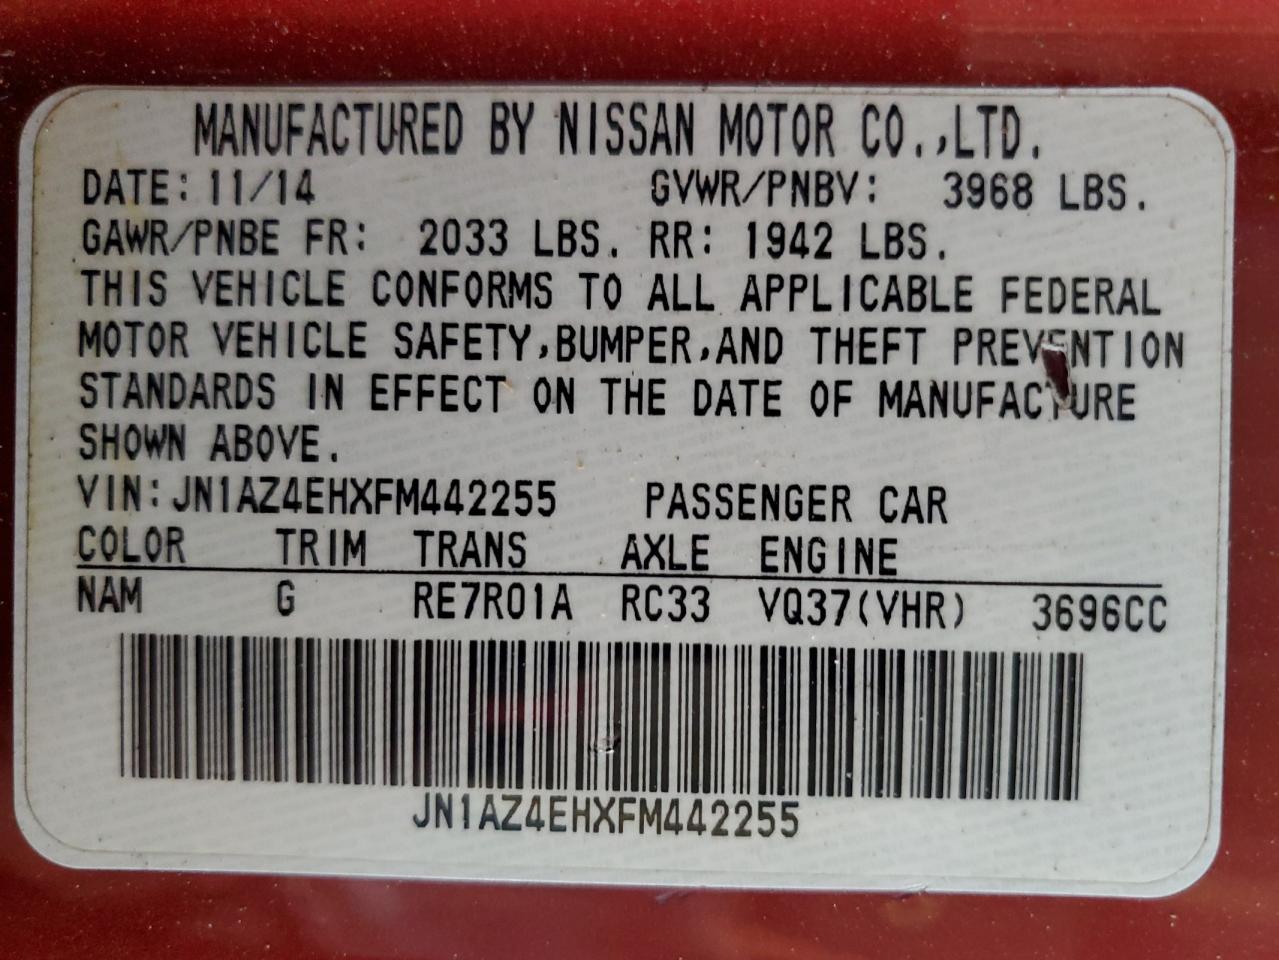 MANUFACTURED BY NISSAN MOTOR CO.,LTD.
DATE: 11/14 GVWR/PNBV: 3968 LBS.
GAWR/PNBE FR: 2033 LBS. RR: 1942 LBS.
THIS VEHICLE CONFORMS TO ALL APPLICABLE FEDERAL
MOTOR VEHICLE SAFETY,BUMPER,AND THEFT PREVENTION
STANDARDS IN EFFECT ON THE DATE OF MANUFACTURE
SHOWN ABOVE.
VIN:JN1AZ4EHXFM442255 PASSENGER CAR
COLOR TRIM TRANS AXLE ENGINE
NAM G RE7R01A RC33 VQ37(VHR) 3696CC
JN1AZ4EHXFM442255